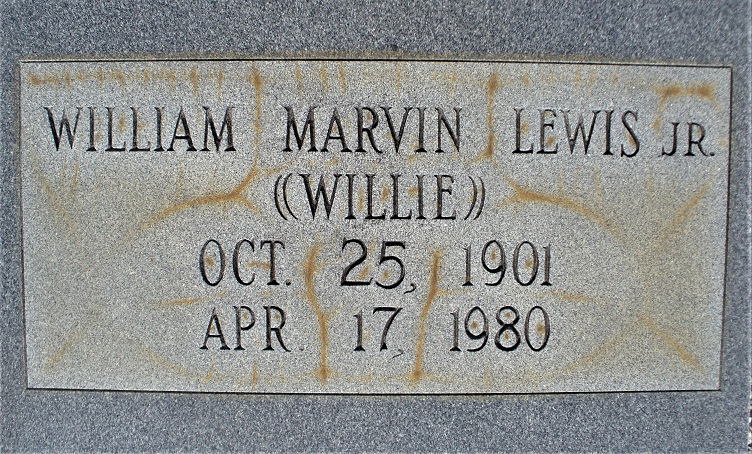 WILLIAM MARVIN LEWIS JR.
((WILLIE))
OCT. 25, 1901
APR. 17, 1980